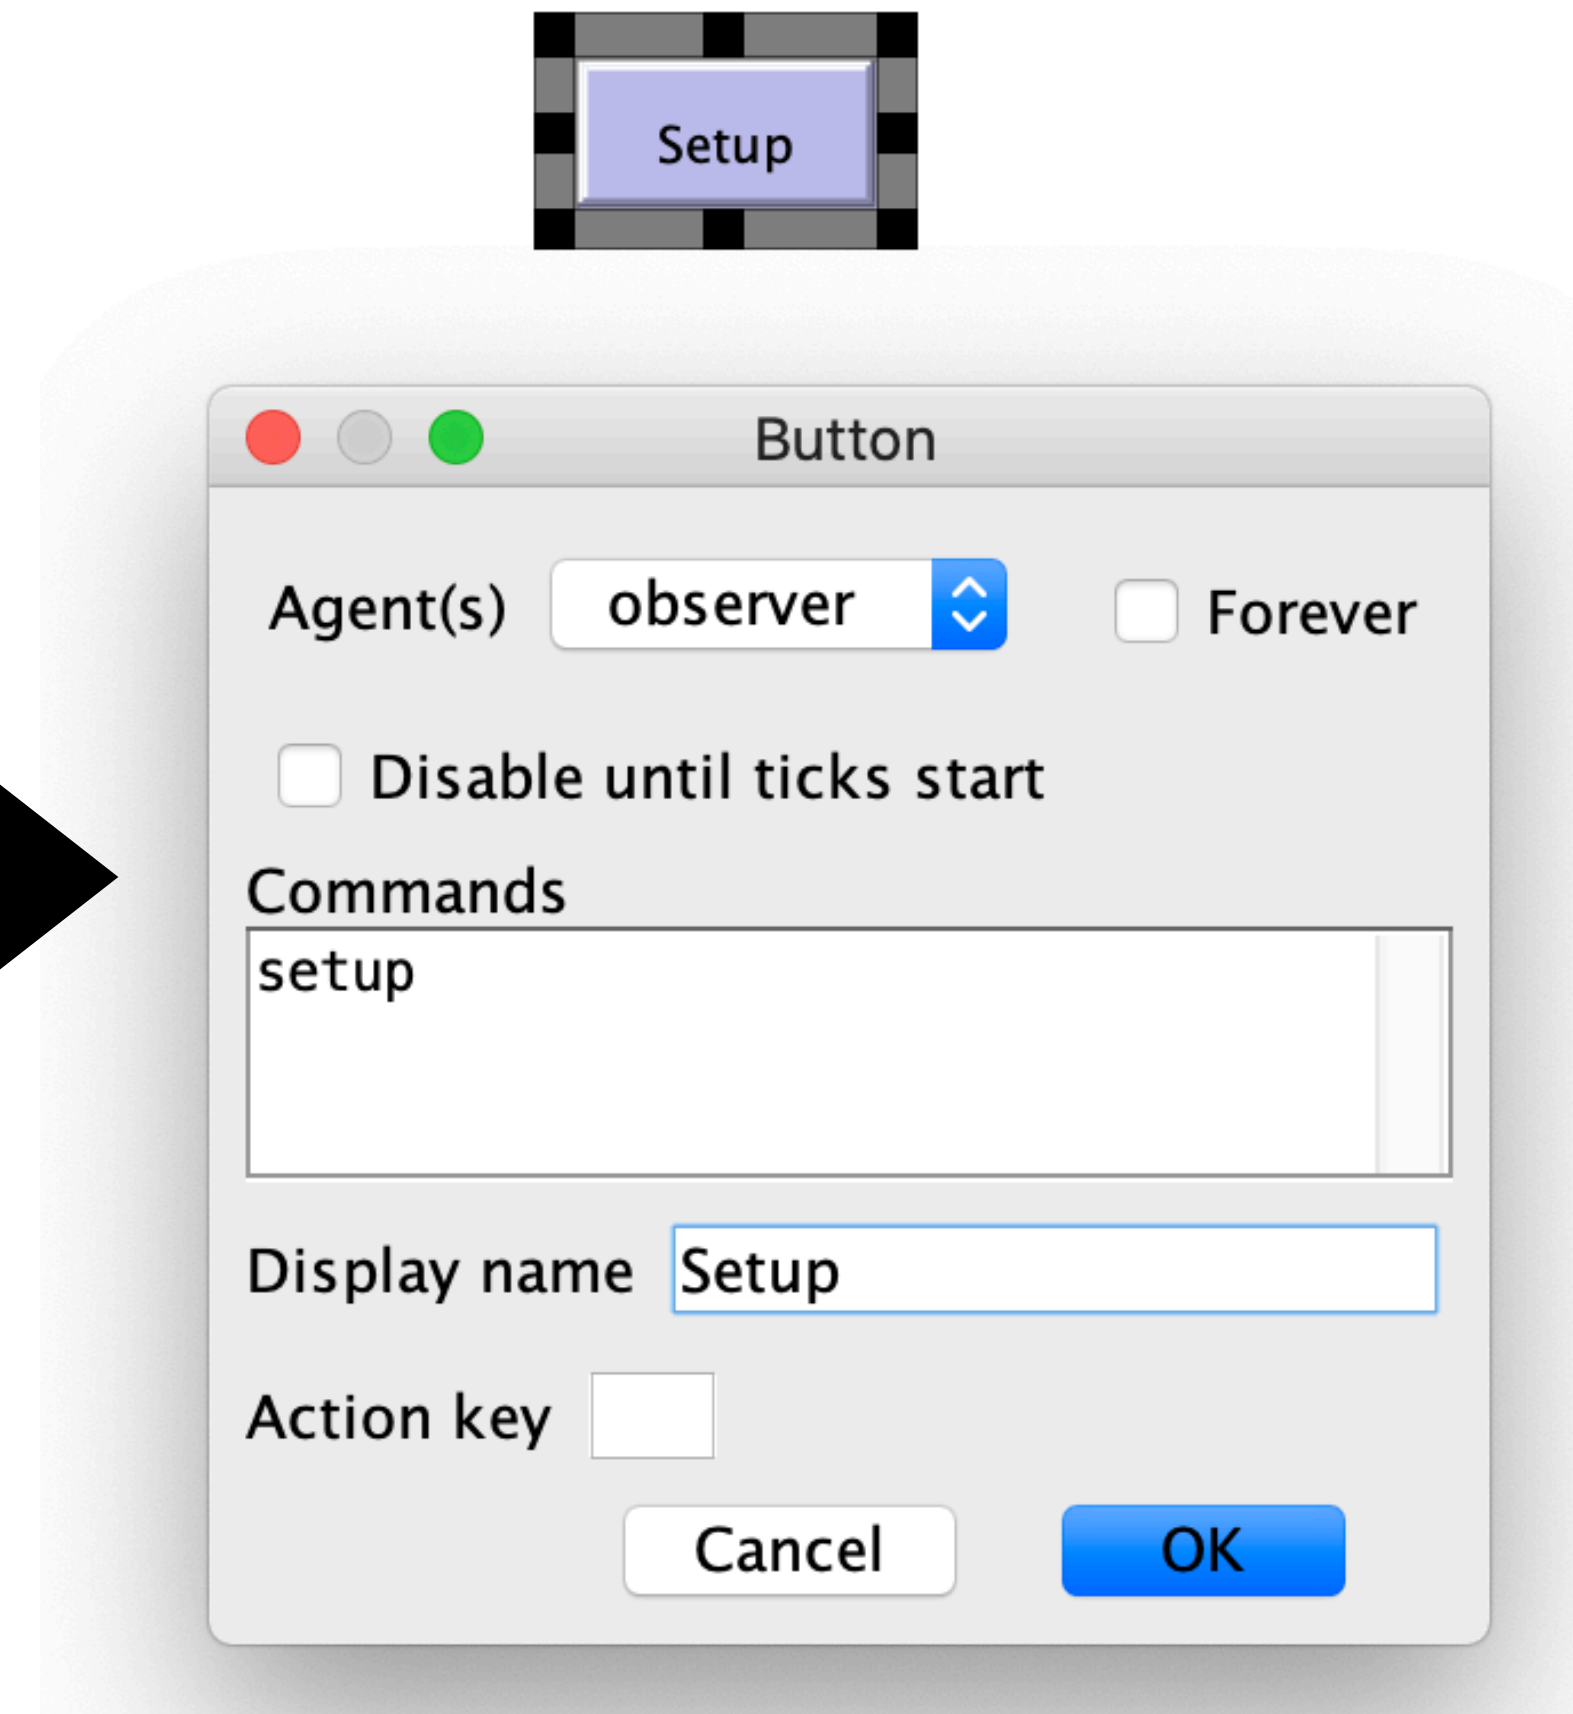 Setup
Button
Agent(s) observer Forever
Disable until ticks start
Commands
setup
Display name Setup
Action key
Cancel OK